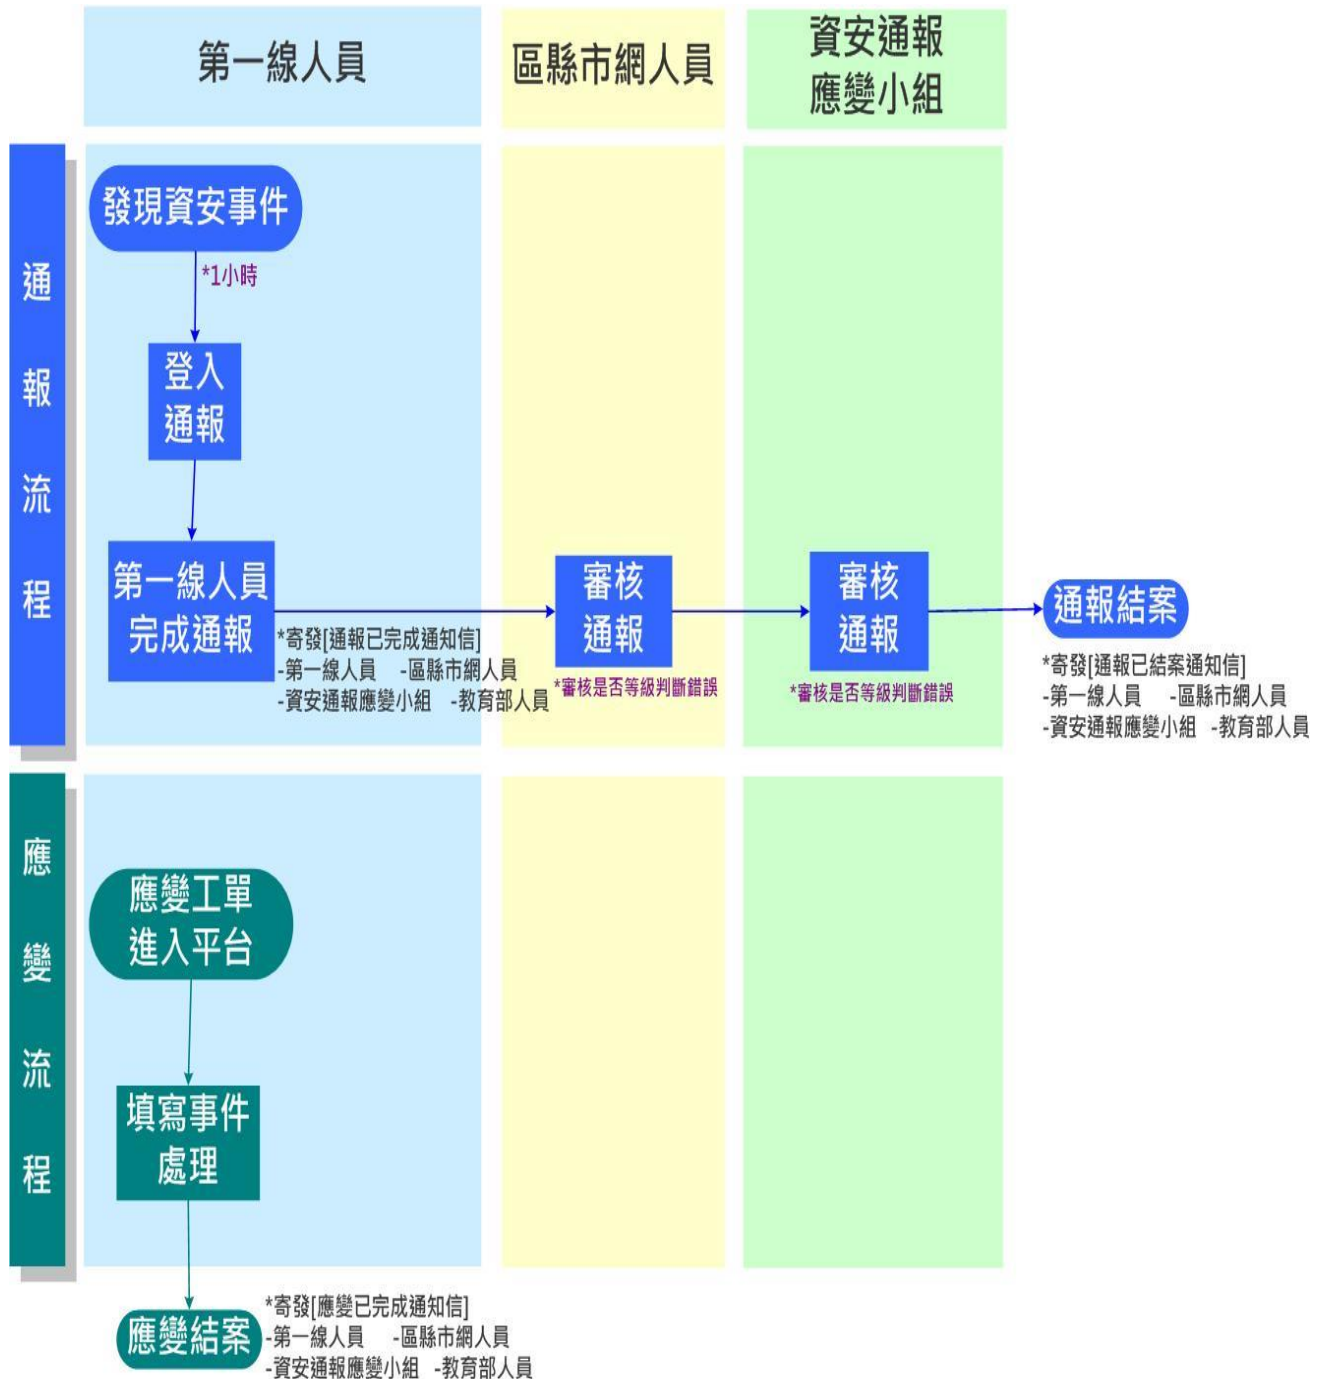 第一線人員
區縣市網人員
資安通報
應變小組
通報流程
發現資安事件
*1小時
登入
通報
第一線人員
完成通報
*寄發[通報已完成通知信]
-第一線人員 -區縣市網人員
-資安通報應變小組 -教育部人員
審核
通報
*審核是否等級判斷錯誤
審核
通報
*審核是否等級判斷錯誤
通報結案
*寄發[通報已結案通知信]
-第一線人員 -區縣市網人員
-資安通報應變小組 -教育部人員
應變流程
應變工單
進入平台
填寫事件
處理
應變結案
*寄發[應變已完成通知信]
-第一線人員 -區縣市網人員
-資安通報應變小組 -教育部人員